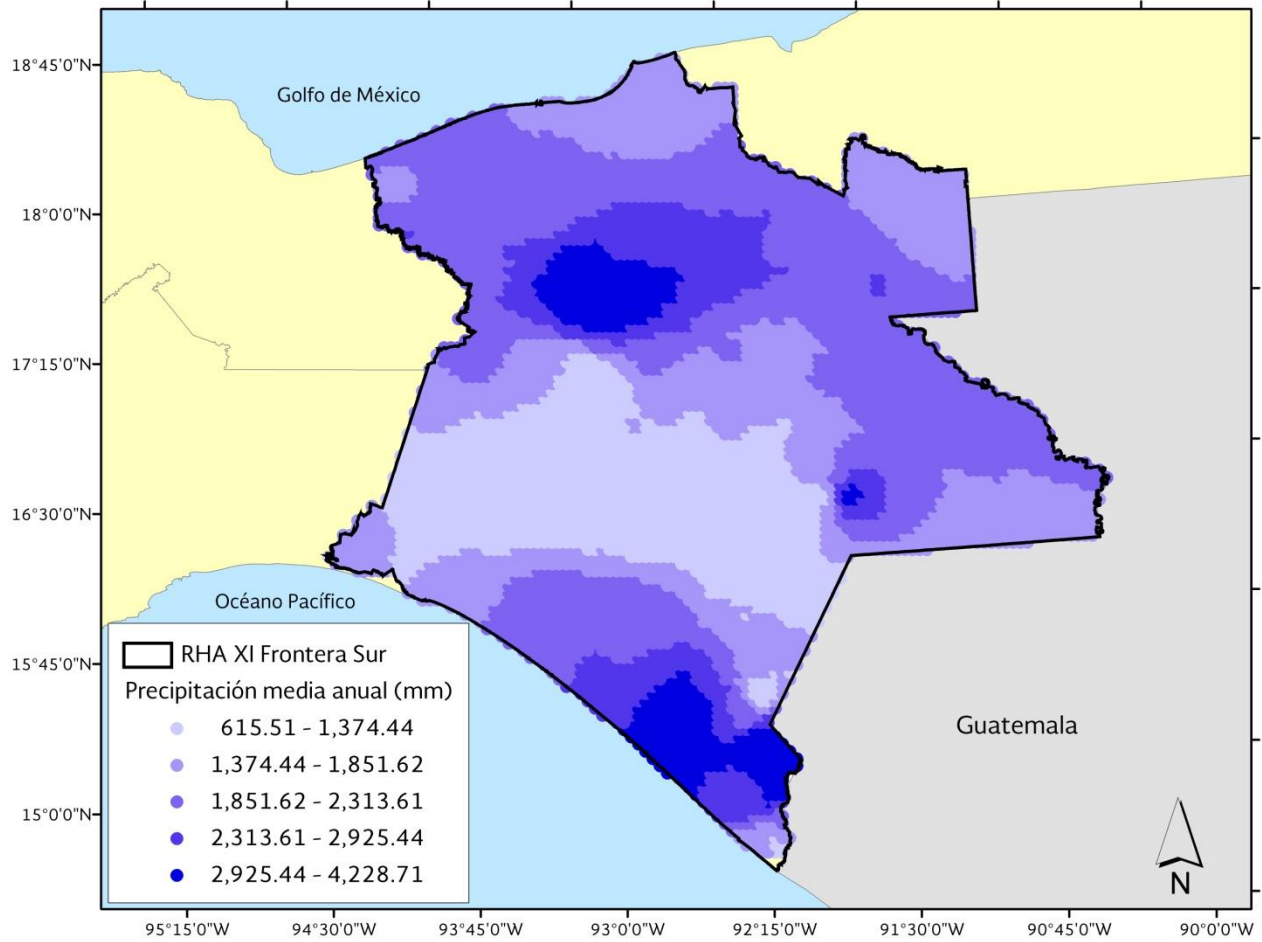 18°45'0"N
Golfo de México
18°0'0"N
17°15'0"N
16°30'0"N
Océano Pacífico
15°45'0"N
RHA XI Frontera Sur
Precipitación media anual (mm)
615.51 - 1,374.44
Guatemala
1,374.44 - 1,851.62
1,851.62 - 2,313.61
15°0'0"N
2,313.61 - 2,925.44
2,925.44 - 4,228.71
N
95°15'0"W 94°30'0"W 93°45'0"W 93°0'0"W 92°15'0"W 91°30'0"W 90°45'0"W 90°0'0"W